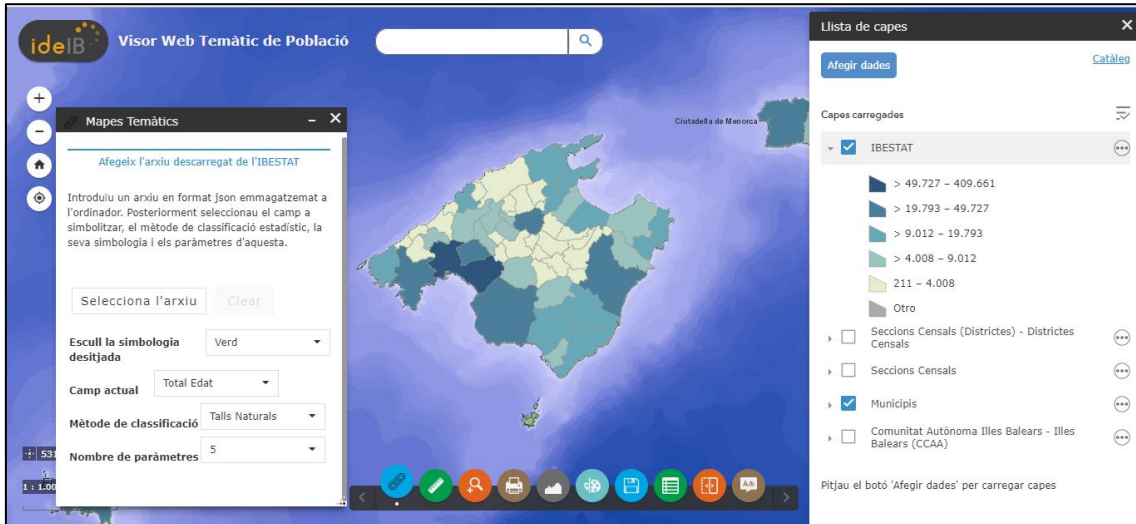 ideIB
Visor Web Temàtic de Població
Mapes Temàtics
Afegeix l'arxiu descarregat de l'IBESTAT
Introduïu un arxiu en format json emmagatzemat a
l'ordinador. Posteriorment seleccionau el camp a
simbolitzar, el mètode de classificació estadístic, la
seva simbologia i els paràmetres d'aquesta.
Selecciona l'arxiu
Clear
Escull la simbologia
desitjada
Verd
Camp actual
Total Edat
Mètode de classificació
Talls Naturals
Nombre de paràmetres
5
531
1 : 1.00
Ciutadella de Menorca
Llista de capes
Afegir dades
Catàleg
Capes carregades
IBESTAT
> 49.727 – 409.661
> 19.793 – 49.727
> 9.012 – 19.793
> 4.008 – 9.012
211 – 4.008
Otro
Seccions Censals (Districtes) - Districtes
Censals
Seccions Censals
Municipis
Comunitat Autònoma Illes Balears - Illes
Balears (CCAA)
Pitjau el botó 'Afegir dades' per carregar capes